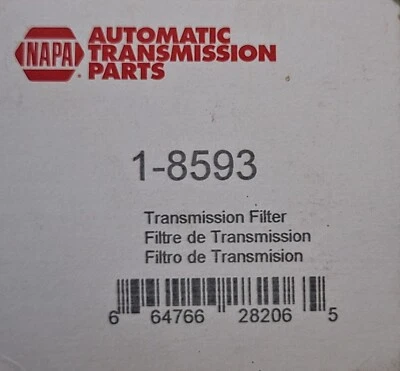 NAPA
AUTOMATIC
TRANSMISSION
PARTS
1-8593
Transmission Filter
Filtre de Transmission
Filtro de Transmision
6 64766 28206 5